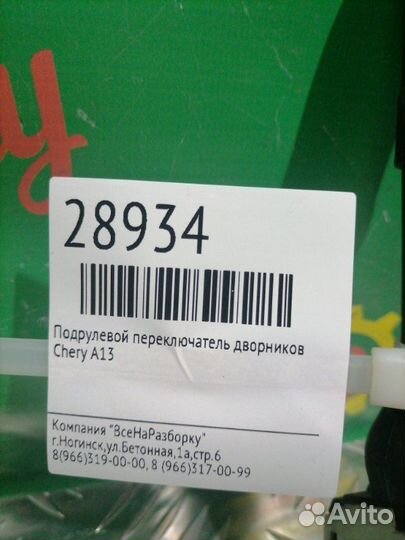 28934
Подрулевой переключатель дворников
Chery A13
Компания "ВсеНаРазборку"
г.Ногинск,ул.Бетонная,1а,стр.6
8(966)319-00-00, 8 (966)317-00-99
Avito